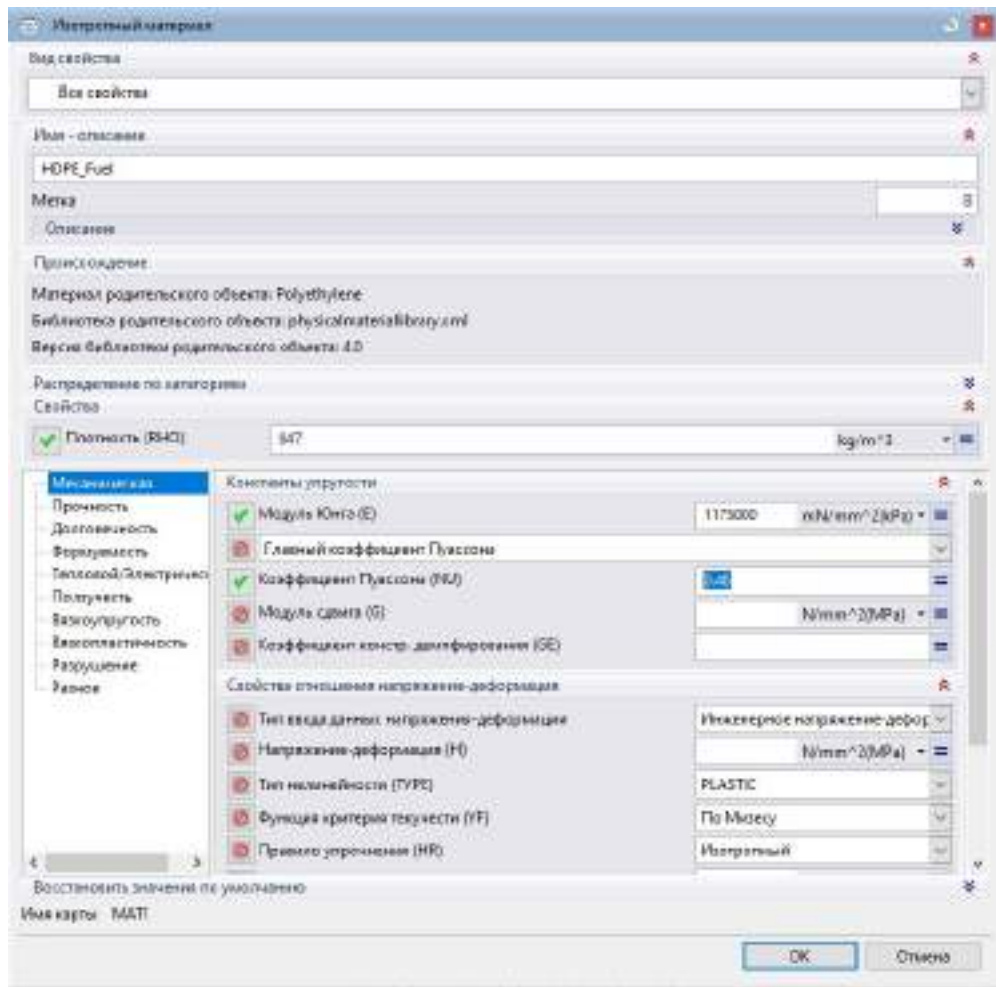 Изотропный материал
Вид свойства
Все свойства
Имя - описание
HDPE_Fuel
Метка 8
Описание
Происхождение
Материал родительского объекта: Polyethylene
Библиотека родительского объекта: physicalmateriallibrary.xml
Версия библиотеки родительского объекта: 4.0
Распределение по категориям
Свойства
Плотность (RHO) kg/m^3
Механическая
Прочность
Долговечность
Формуемость
Тепловой/Электричес
Ползучесть
Вязкоупругость
Вязкопластичность
Разрушение
Разное
Константы упругости
Модуль Юнга (E) 1175000 mN/mm^2(kPa)
Главный коэффициент Пуассона
Коэффициент Пуассона (NU)
Модуль сдвига (G) N/mm^2(MPa)
Коэффициент констр. демпфирования (GE)
Свойства отношения напряжение-деформация
Тип ввода данных напряжение-деформация Инженерное напряжение-дефор
Напряжение-деформация (H) N/mm^2(MPa)
Тип нелинейности (TYPE) PLASTIC
Функция критерия текучести (YF) По Мизесу
Правило упрочнения (HR) Изотропный
Восстановить значения по умолчанию
Имя карты MAT1
OK Отмена